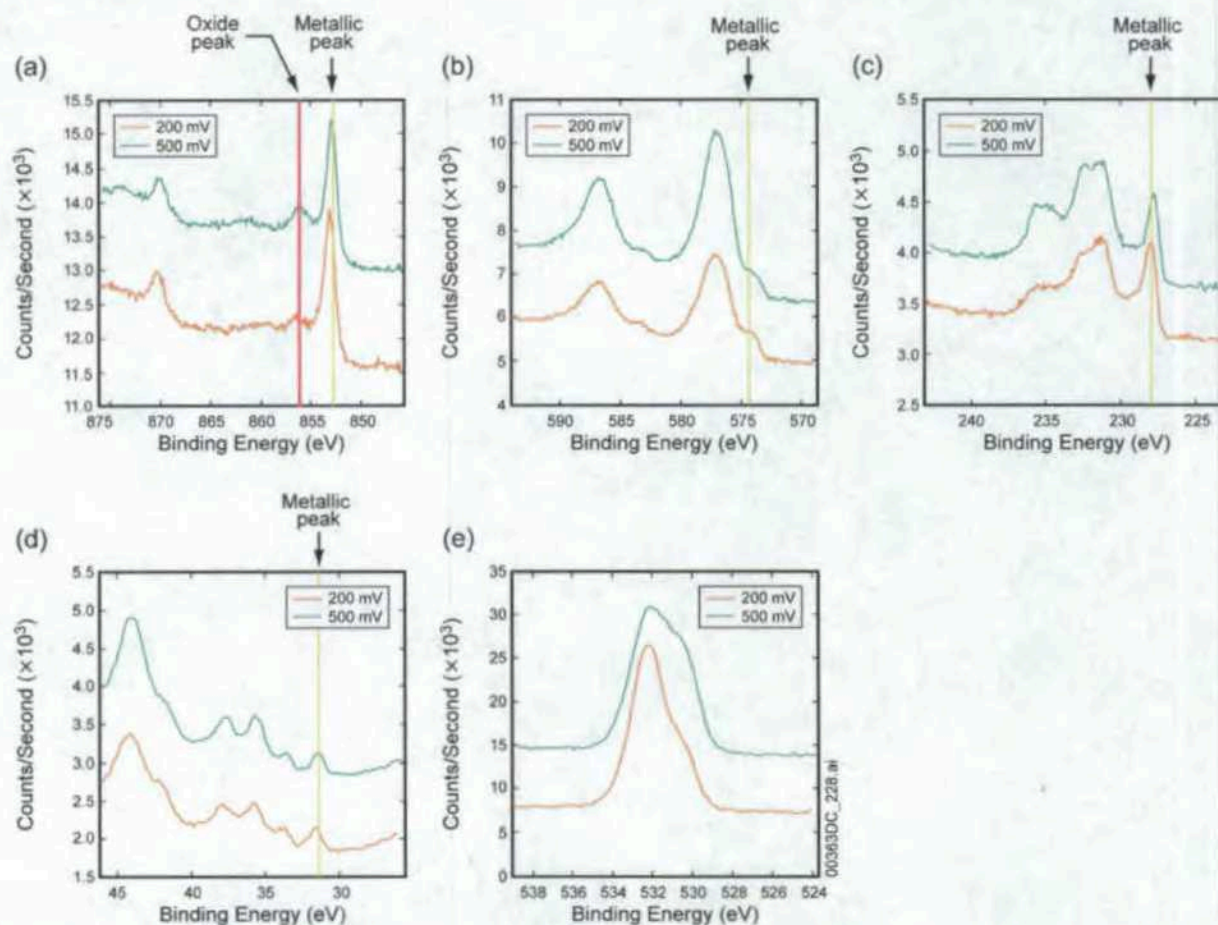 Oxide peak
Metallic peak
(a)
15.5
15.0
14.5
14.0
13.5
13.0
12.5
12.0
11.5
11.0
200 mV
500 mV
875 870 865 860 855 850
Counts/Second (×10³)
Binding Energy (eV)
Metallic peak
(b)
11
10
9
8
7
6
5
4
200 mV
500 mV
590 585 580 575 570
Counts/Second (×10³)
Binding Energy (eV)
Metallic peak
(c)
5.5
5.0
4.5
4.0
3.5
3.0
2.5
200 mV
500 mV
240 235 230 225
Counts/Second (×10³)
Binding Energy (eV)
Metallic peak
(d)
5.5
5.0
4.5
4.0
3.5
3.0
2.5
2.0
1.5
200 mV
500 mV
45 40 35 30
Counts/Second (×10³)
Binding Energy (eV)
(e)
35
30
25
20
15
10
5
0
200 mV
500 mV
538 536 534 532 530 528 526 524
Counts/Second (×10³)
Binding Energy (eV)
00363DC_228.ai